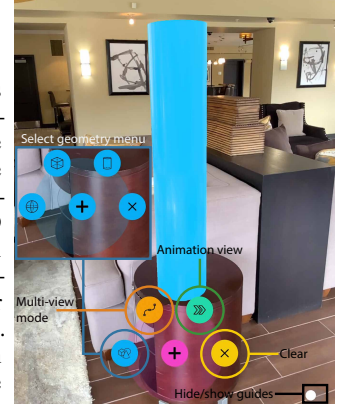 Select geometry menu
Animation view
Multi-view
mode
Clear
Hide/show guides